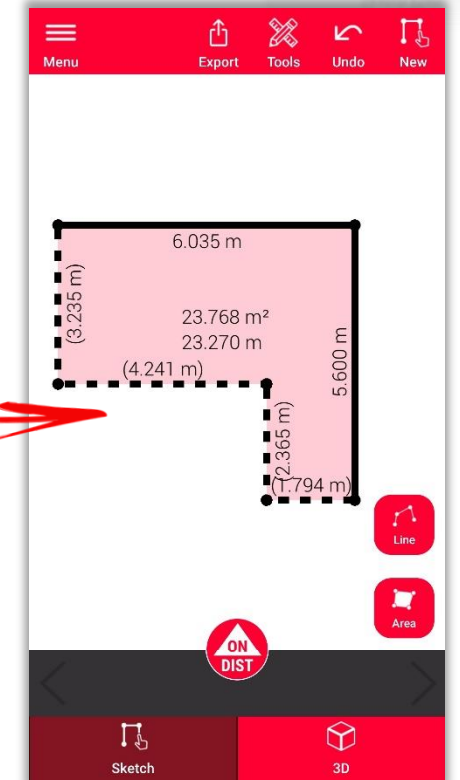 Menu
Export
Tools
Undo
New
6.035 m
(3.235 m)
23.768 m²
23.270 m
5.600 m
(4.241 m)
(2.365 m)
(1.794 m)
Line
Area
ON
DIST
Sketch
3D